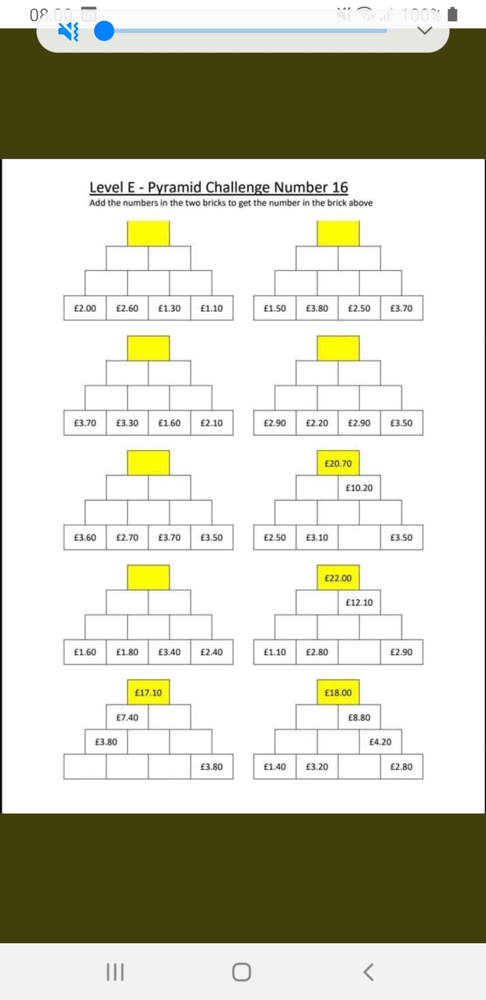 08:00 in 100%
Level E - Pyramid Challenge Number 16
Add the numbers in the two bricks to get the number in the brick above
£2.00 £2.60 £1.30 £1.10 £1.50 £3.80 £2.50 £3.70
£3.70 £3.30 £1.60 £2.10 £2.90 £2.20 £2.90 £3.50
£20.70
£10.20
£3.60 £2.70 £3.70 £3.50 £2.50 £3.10 £3.50
£22.00
£12.10
£1.60 £1.80 £3.40 £2.40 £1.10 £2.80 £2.90
£17.10 £18.00
£7.40 £8.80
£3.80 £4.20
£3.80 £1.40 £3.20 £2.80